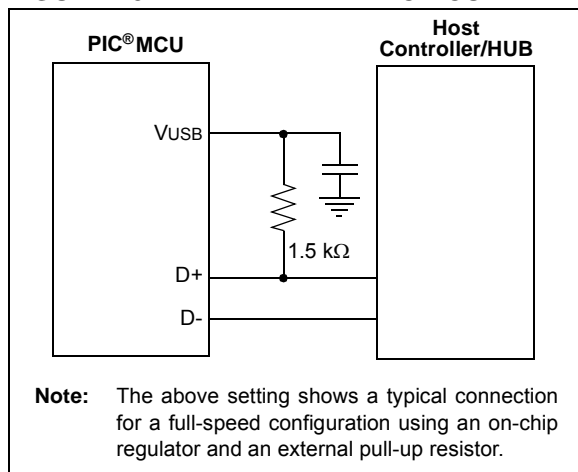 PIC® MCU
Host
Controller/HUB
VUSB
1.5 kΩ
D+
D-
Note: The above setting shows a typical connection
for a full-speed configuration using an on-chip
regulator and an external pull-up resistor.